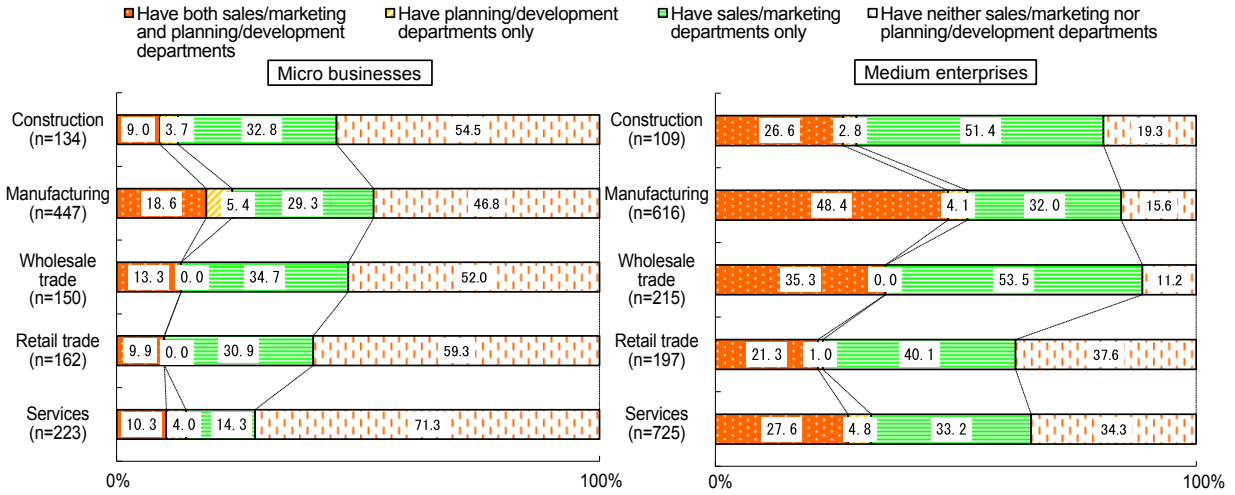 Have both sales/marketing
and planning/development
departments
Have planning/development
departments only
Have sales/marketing
departments only
Have neither sales/marketing nor
planning/development departments
Micro businesses
Construction
(n=134)
9.0 3.7 32.8 54.5
Manufacturing
(n=447)
18.6 5.4 29.3 46.8
Wholesale
trade
(n=150)
13.3 0.0 34.7 52.0
Retail trade
(n=162)
9.9 0.0 30.9 59.3
Services
(n=223)
10.3 4.0 14.3 71.3
0% 100%
Medium enterprises
Construction
(n=109)
26.6 2.8 51.4 19.3
Manufacturing
(n=616)
48.4 4.1 32.0 15.6
Wholesale
trade
(n=215)
35.3 0.0 53.5 11.2
Retail trade
(n=197)
21.3 1.0 40.1 37.6
Services
(n=725)
27.6 4.8 33.2 34.3
0% 100%